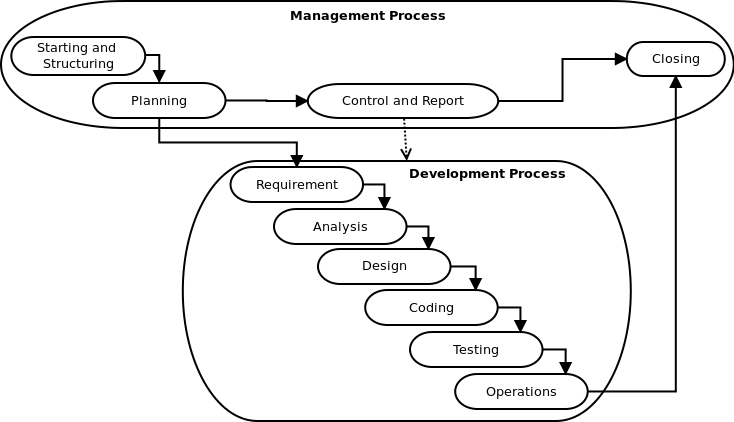 Management Process
Starting and
Structuring
Closing
Planning
Control and Report
Development Process
Requirement
Analysis
Design
Coding
Testing
Operations